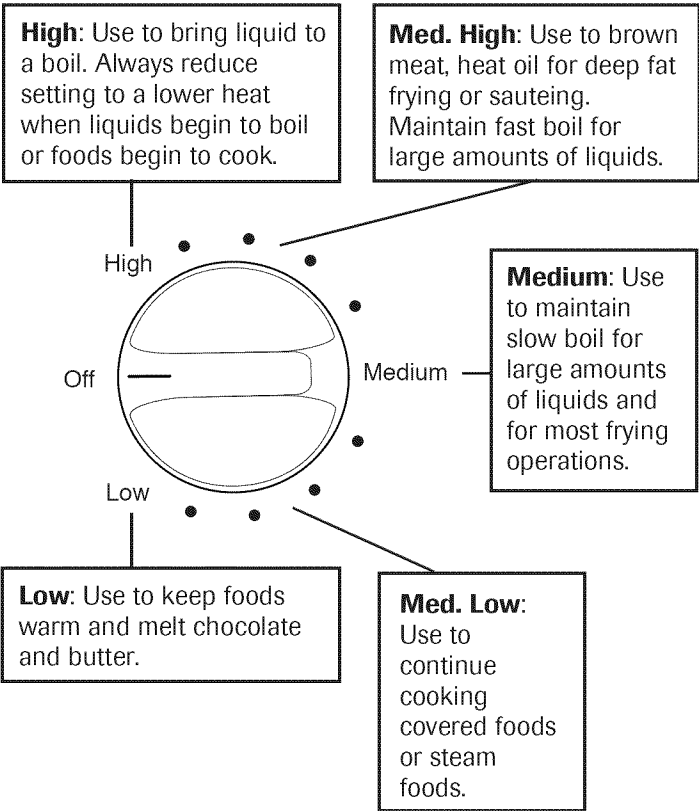 High: Use to bring liquid to
a boil. Always reduce
setting to a lower heat
when liquids begin to boil
or foods begin to cook.
Med. High: Use to brown
meat, heat oil for deep fat
frying or sauteing.
Maintain fast boil for
large amounts of liquids.
High
Medium: Use
to maintain
slow boil for
large amounts
of liquids and
for most frying
operations.
Off
Medium
Low
Low: Use to keep foods
warm and melt chocolate
and butter.
Med. Low:
Use to
continue
cooking
covered foods
or steam
foods.